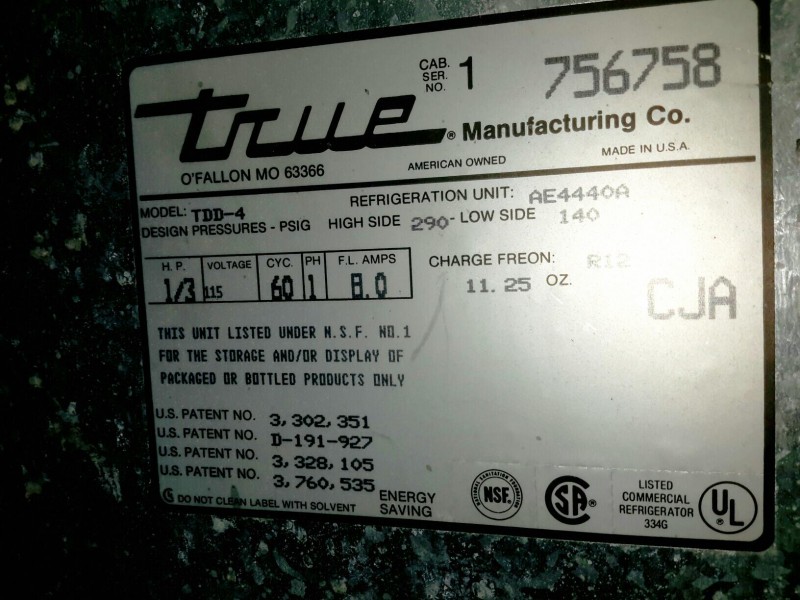 CAB. SER. NO. 1 756758
true ® Manufacturing Co.
O'FALLON MO 63366 AMERICAN OWNED MADE IN U.S.A.
MODEL: TDD-4 REFRIGERATION UNIT: AE4440A
DESIGN PRESSURES - PSIG HIGH SIDE 290- LOW SIDE 140
H.P. VOLTAGE CYC. PH F.L. AMPS
1/3 115 60 1 8.0
CHARGE FREON: R12
11.25 OZ.
CJA
THIS UNIT LISTED UNDER N.S.F. NO.1
FOR THE STORAGE AND/OR DISPLAY OF
PACKAGED OR BOTTLED PRODUCTS ONLY
U.S. PATENT NO. 3,302,351
U.S. PATENT NO. D-191-927
U.S. PATENT NO. 3,328,105
U.S. PATENT NO. 3,760,535
DO NOT CLEAN LABEL WITH SOLVENT
ENERGY
SAVING
NATIONAL SANITATION FOUNDATION
NSF®
SA®
LISTED
COMMERCIAL
REFRIGERATOR
334G
UL®